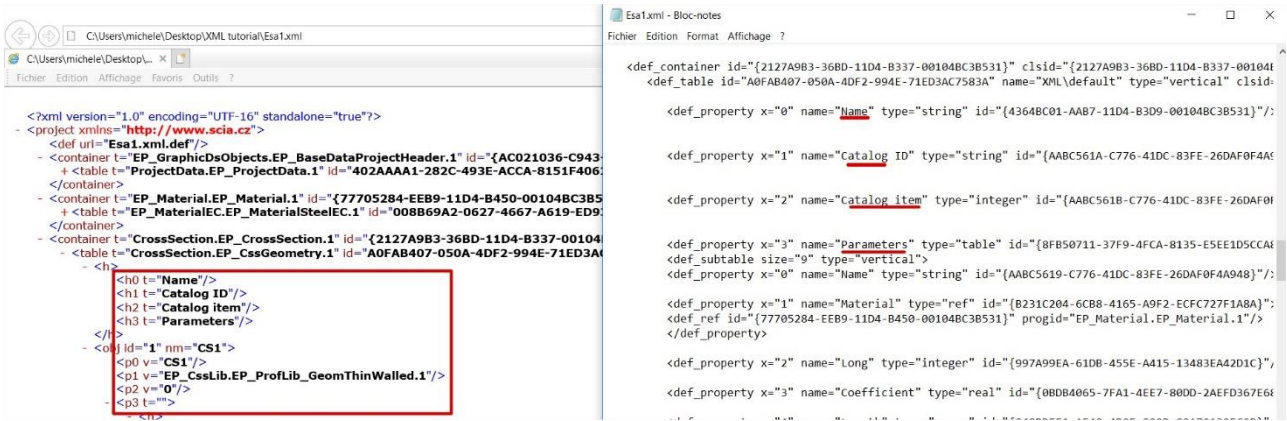 C:\Users\michele\Desktop\XML tutorial\Esa1.xml
C:\Users\michele\Desktop\...
Fichier Edition Affichage Favoris Outils ?
<?xml version="1.0" encoding="UTF-16" standalone="true"?>
- <project xmlns="http://www.scia.cz">
<def uri="Esa1.xml.def"/>
- <container t="EP_GraphicDsObjects.EP_BaseDataProjectHeader.1" id="{AC021036-C943-
+ <table t="ProjectData.EP_ProjectData.1" id="402AAAA1-282C-493E-ACCA-8151F406
</container>
- <container t="EP_Material.EP_Material.1" id="{77705284-EEB9-11D4-B450-00104BC3B5
+ <table t="EP_MaterialEC.EP_MaterialSteelEC.1" id="008B69A2-0627-4667-A619-ED9
</container>
- <container t="CrossSection.EP_CrossSection.1" id="{2127A9B3-36BD-11D4-B337-00104
- <table t="CrossSection.EP_CssGeometry.1" id="A0FAB407-050A-4DF2-994E-71ED3A
- <h>
<h0 t="Name"/>
<h1 t="Catalog ID"/>
<h2 t="Catalog item"/>
<h3 t="Parameters"/>
</h>
- <obj id="1" nm="CS1">
<p0 v="CS1"/>
<p1 v="EP_CssLib.EP_ProfLib_GeomThinWalled.1"/>
<p2 v="0"/>
- <p3 t="">
- <h>
Esa1.xml - Bloc-notes
Fichier Edition Format Affichage ?
<def_container id="{2127A9B3-36BD-11D4-B337-00104BC3B531}" clsid="{2127A9B3-36BD-11D4-B337-00104
<def_table id="A0FAB407-050A-4DF2-994E-71ED3AC7583A" name="XML\default" type="vertical" clsid=
<def_property x="0" name="Name" type="string" id="{4364BC01-AAB7-11D4-B3D9-00104BC3B531}"/>
<def_property x="1" name="Catalog ID" type="string" id="{AABC561A-C776-41DC-83FE-26DAF0F4A9
<def_property x="2" name="Catalog item" type="integer" id="{AABC561B-C776-41DC-83FE-26DAF0
<def_property x="3" name="Parameters" type="table" id="{8FB50711-37F9-4FCA-8135-E5EE1D5CCA
<def_subtable size="9" type="vertical">
<def_property x="0" name="Name" type="string" id="{AABC5619-C776-41DC-83FE-26DAF0F4A948}"/>
<def_property x="1" name="Material" type="ref" id="{B231C204-6CB8-4165-A9F2-ECFC727F1A8A}">
<def_ref id="{77705284-EEB9-11D4-B450-00104BC3B531}" progid="EP_Material.EP_Material.1"/>
</def_property>
<def_property x="2" name="Long" type="integer" id="{997A99EA-61DB-455E-A415-13483EA42D1C}"/
<def_property x="3" name="Coefficient" type="real" id="{0BDB4065-7FA1-4EE7-80DD-2AEFD367E68